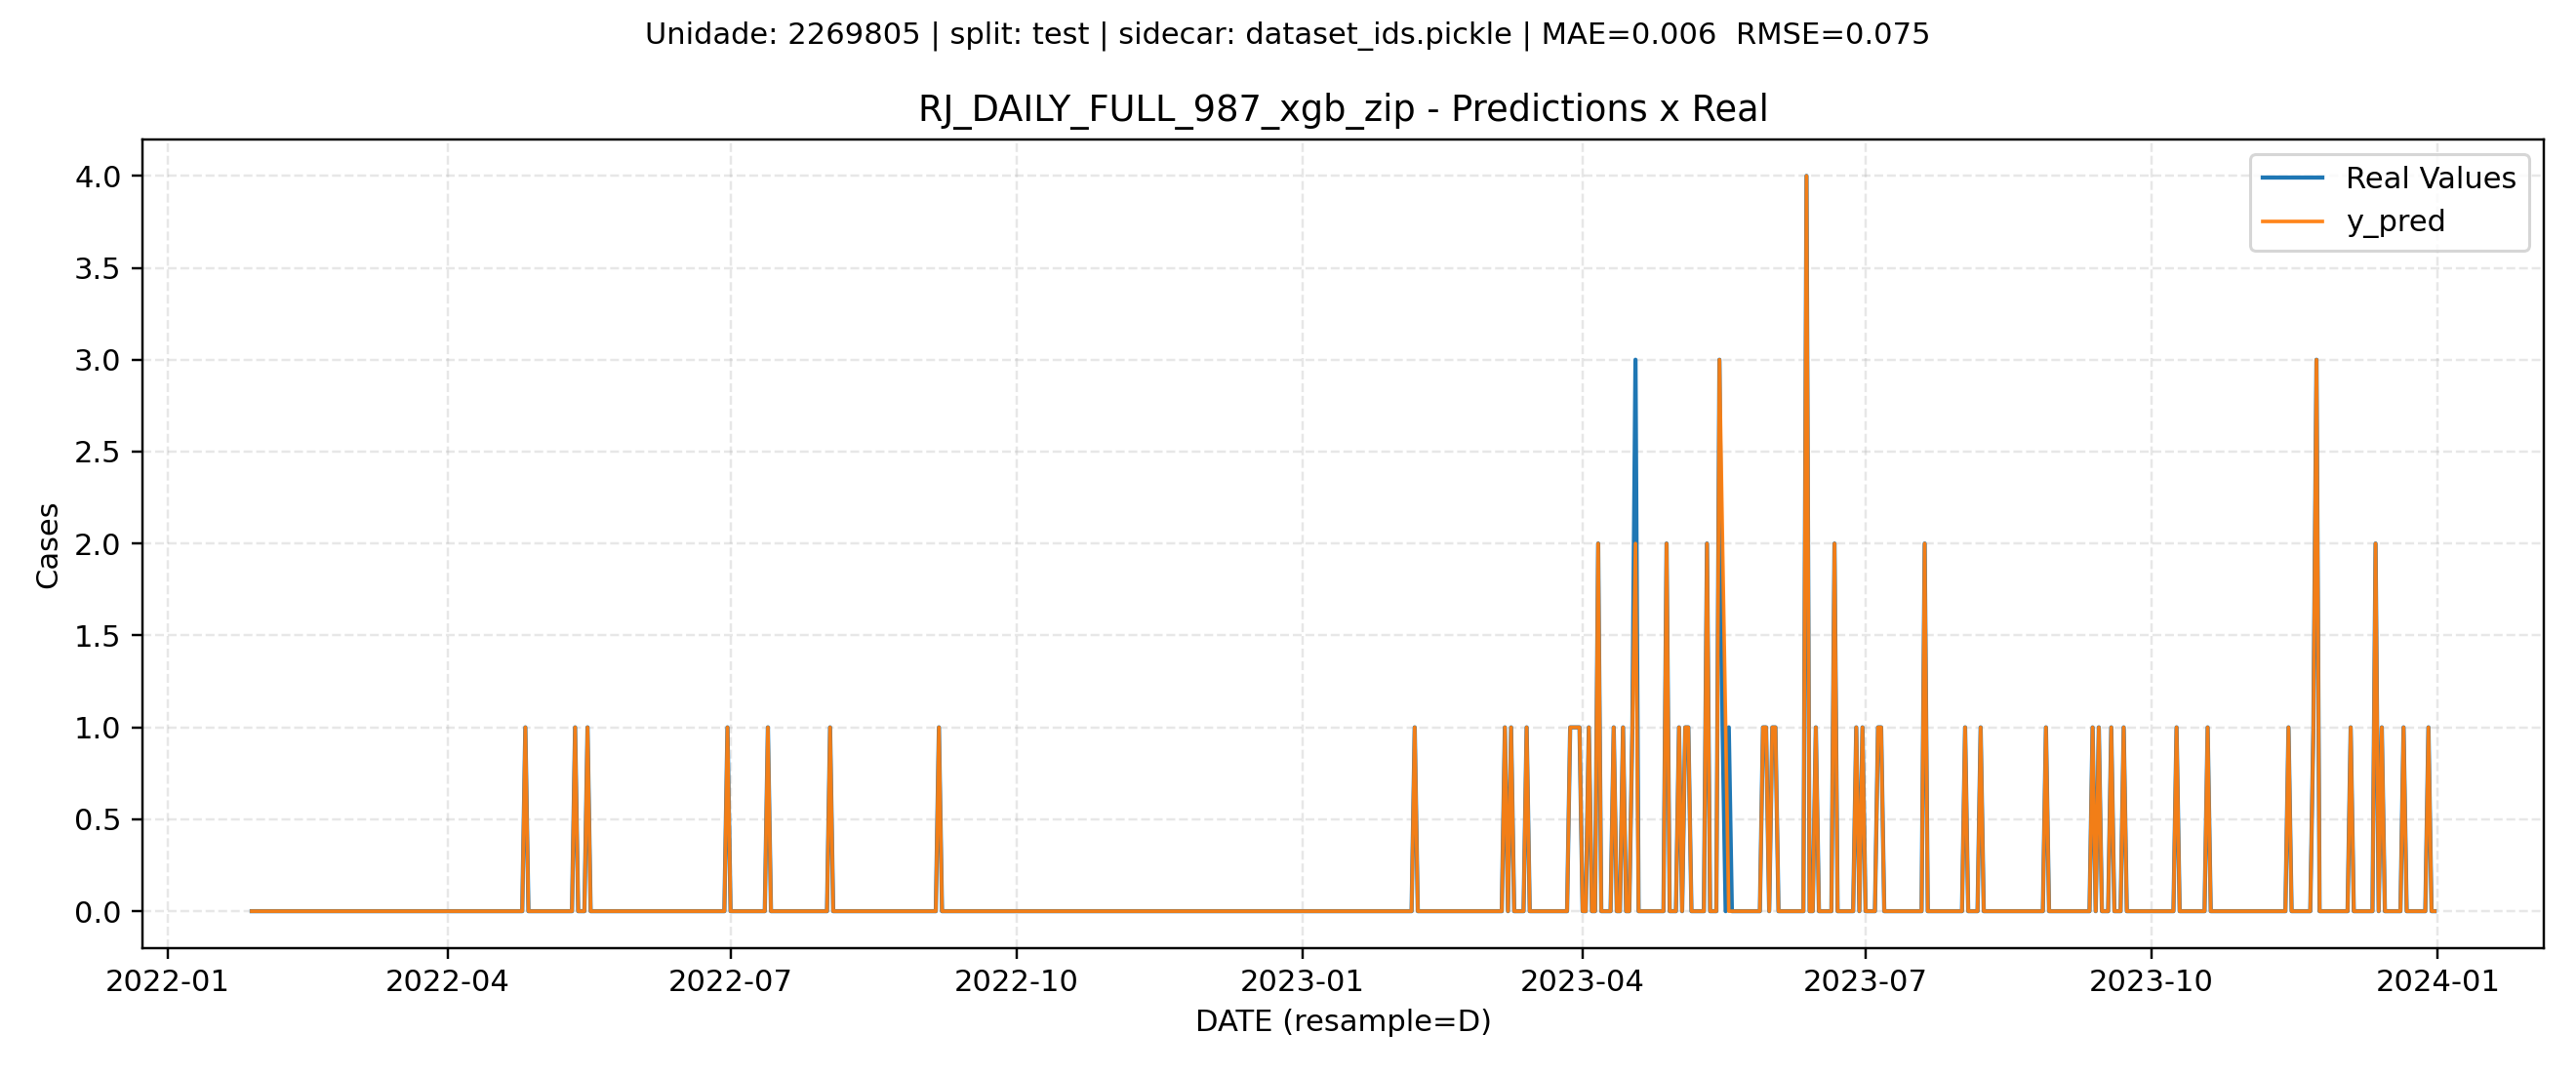 Unidade: 2269805 | split: test | sidecar: dataset_ids.pickle | MAE=0.006  RMSE=0.075
RJ_DAILY_FULL_987_xgb_zip - Predictions x Real
Real Values
y_pred
4.0
3.5
3.0
2.5
2.0
1.5
1.0
0.5
0.0
Cases
2022-01 2022-04 2022-07 2022-10 2023-01 2023-04 2023-07 2023-10 2024-01
DATE (resample=D)